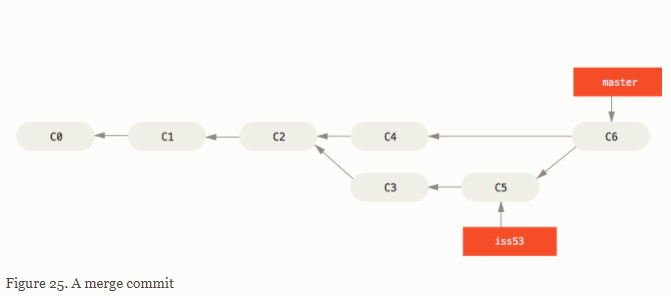 master
C0
C1
C2
C4
C6
C3
C5
iss53
Figure 25. A merge commit